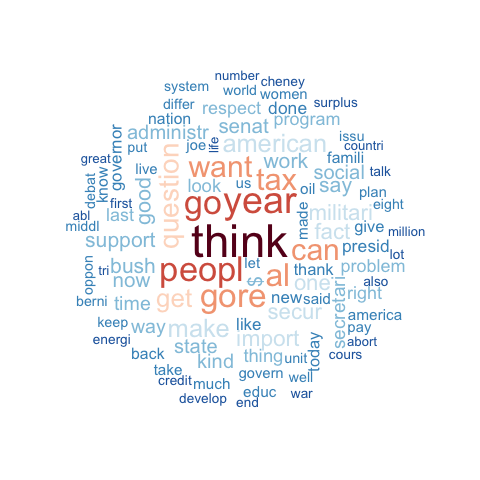 number
cheney
system
world
women
differ
respect
done
surplus
nation
senat
program
administr
joe
life
american
issu
governor
put
countri
great
know
live
want
work
famili
question
look
us
tax
social
talk
debat
good
oil
say
plan
abl
first
last
go
year
made
militari
eight
middl
fact
give
million
support
think
can
presid
lot
oppon
tri
bush
peopl
let
al
thank
problem
also
now
s
one
berni
time
get
gore
new
said
secretari
right
keep
way
make
like
import
secur
america
energi
state
today
pay
back
kind
thing
unit
abort
take
govern
well
cours
credit
much
educ
war
develop
end